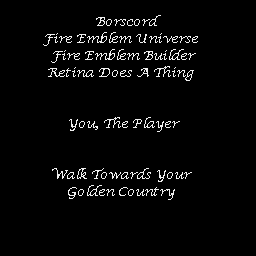 Borscord
Fire Emblem Universe
Fire Emblem Builder
Retina Does A Thing
You, The Player
Walk Towards Your
Golden Country